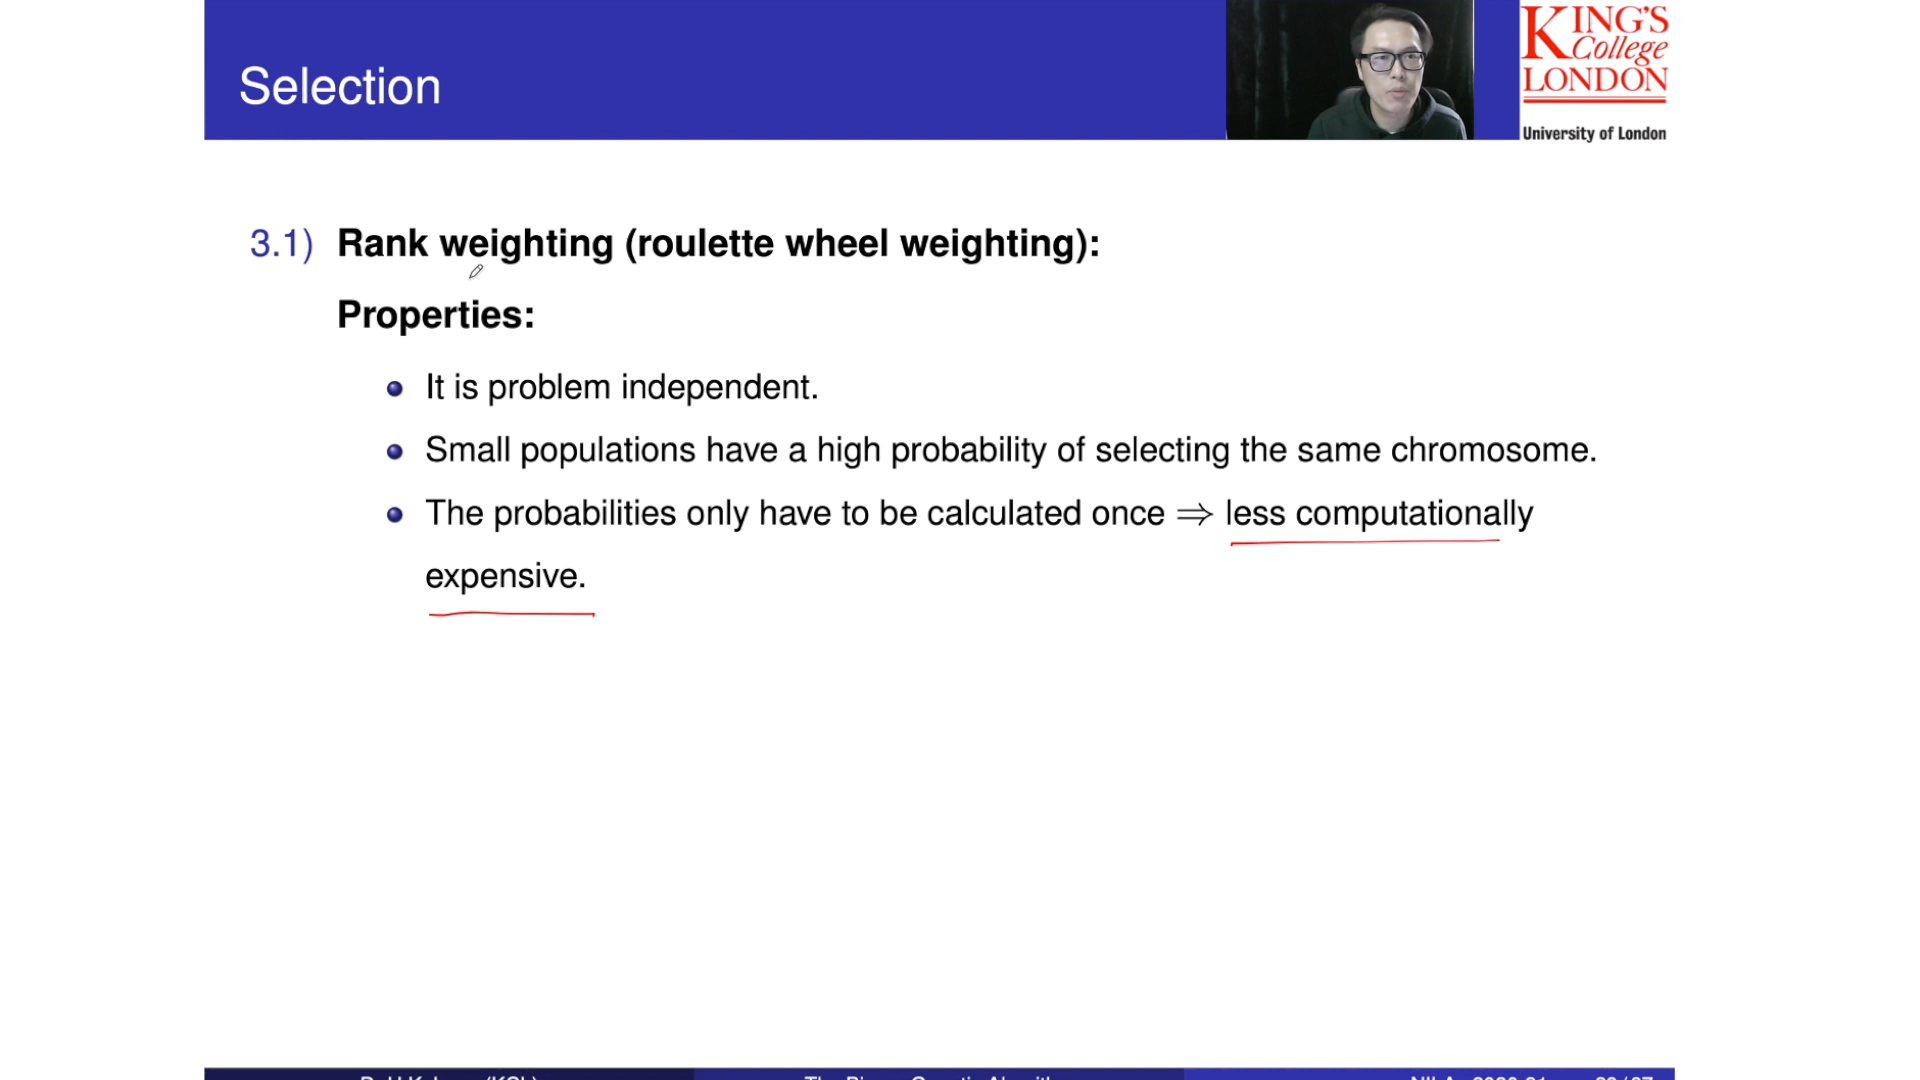 Selection
KING'S
College
LONDON
University of London
3.1) Rank weighting (roulette wheel weighting):
Properties:
It is problem independent.
Small populations have a high probability of selecting the same chromosome.
The probabilities only have to be calculated once ⇒ less computationally
expensive.